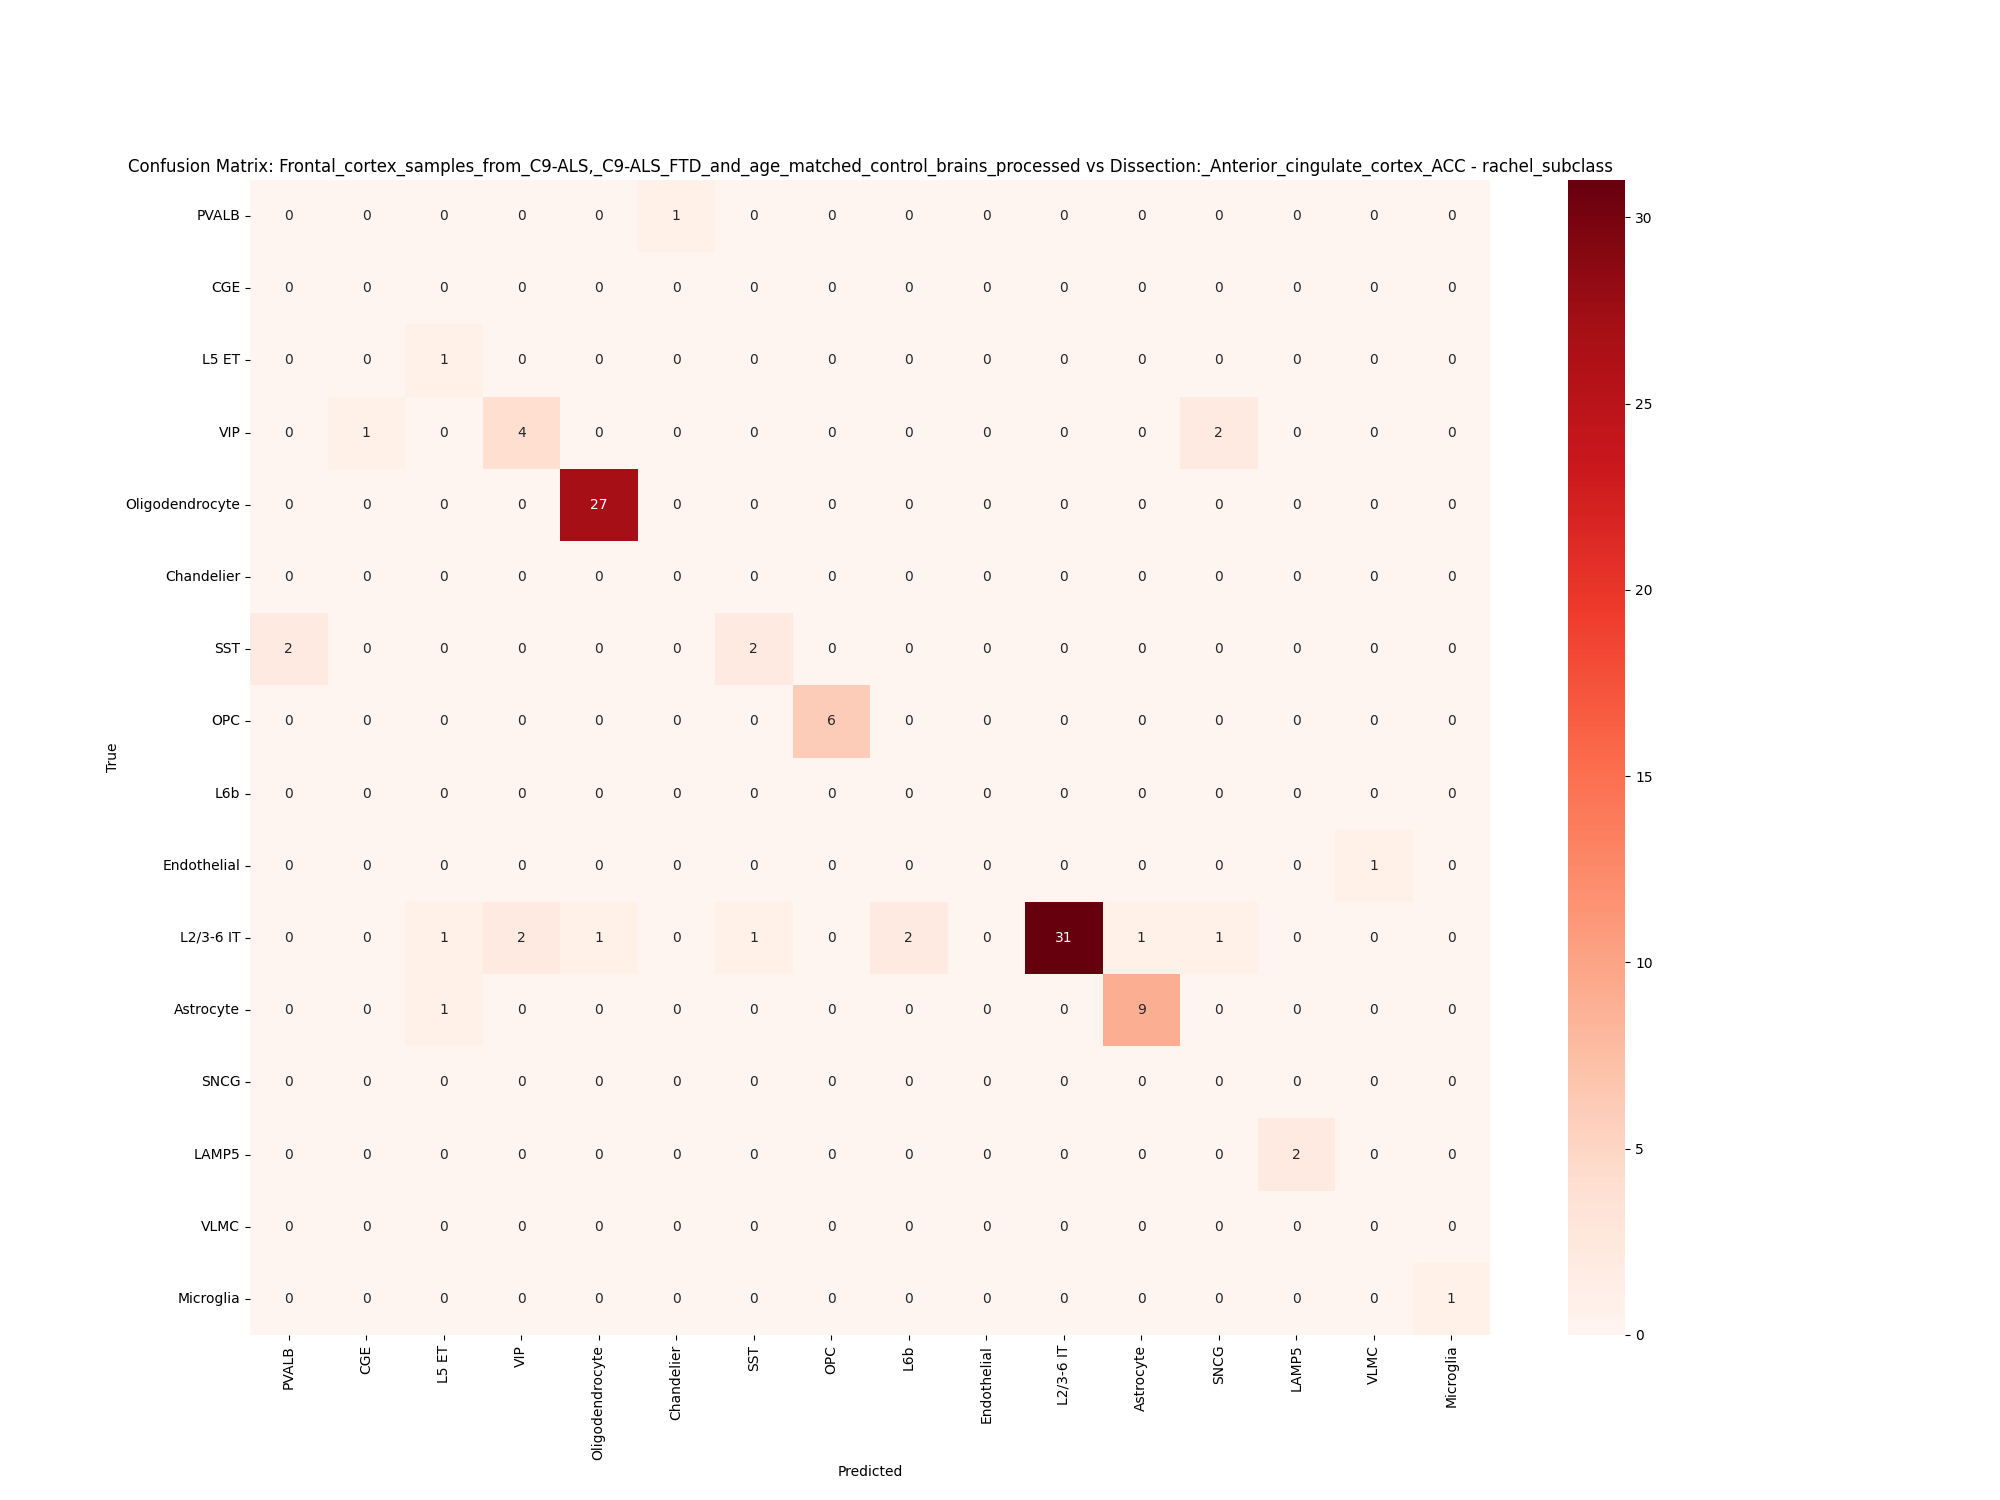 Confusion Matrix: Frontal_cortex_samples_from_C9-ALS,_C9-ALS_FTD_and_age_matched_control_brains_processed vs Dissection:_Anterior_cingulate_cortex_ACC - rachel_subclass
PVALB 0 0 0 0 0 1 0 0 0 0 0 0 0 0 0 0
CGE 0 0 0 0 0 0 0 0 0 0 0 0 0 0 0 0
L5 ET 0 0 1 0 0 0 0 0 0 0 0 0 0 0 0 0
VIP 0 1 0 4 0 0 0 0 0 0 0 0 2 0 0 0
Oligodendrocyte 0 0 0 0 27 0 0 0 0 0 0 0 0 0 0 0
Chandelier 0 0 0 0 0 0 0 0 0 0 0 0 0 0 0 0
SST 2 0 0 0 0 0 2 0 0 0 0 0 0 0 0 0
OPC 0 0 0 0 0 0 0 6 0 0 0 0 0 0 0 0
L6b 0 0 0 0 0 0 0 0 0 0 0 0 0 0 0 0
Endothelial 0 0 0 0 0 0 0 0 0 0 0 0 0 0 1 0
L2/3-6 IT 0 0 1 2 1 0 1 0 2 0 31 1 1 0 0 0
Astrocyte 0 0 1 0 0 0 0 0 0 0 0 9 0 0 0 0
SNCG 0 0 0 0 0 0 0 0 0 0 0 0 0 0 0 0
LAMP5 0 0 0 0 0 0 0 0 0 0 0 0 0 2 0 0
VLMC 0 0 0 0 0 0 0 0 0 0 0 0 0 0 0 0
Microglia 0 0 0 0 0 0 0 0 0 0 0 0 0 0 0 1
True
PVALB CGE L5 ET VIP Oligodendrocyte Chandelier SST OPC L6b Endothelial L2/3-6 IT Astrocyte SNCG LAMP5 VLMC Microglia
Predicted
30
25
20
15
10
5
0